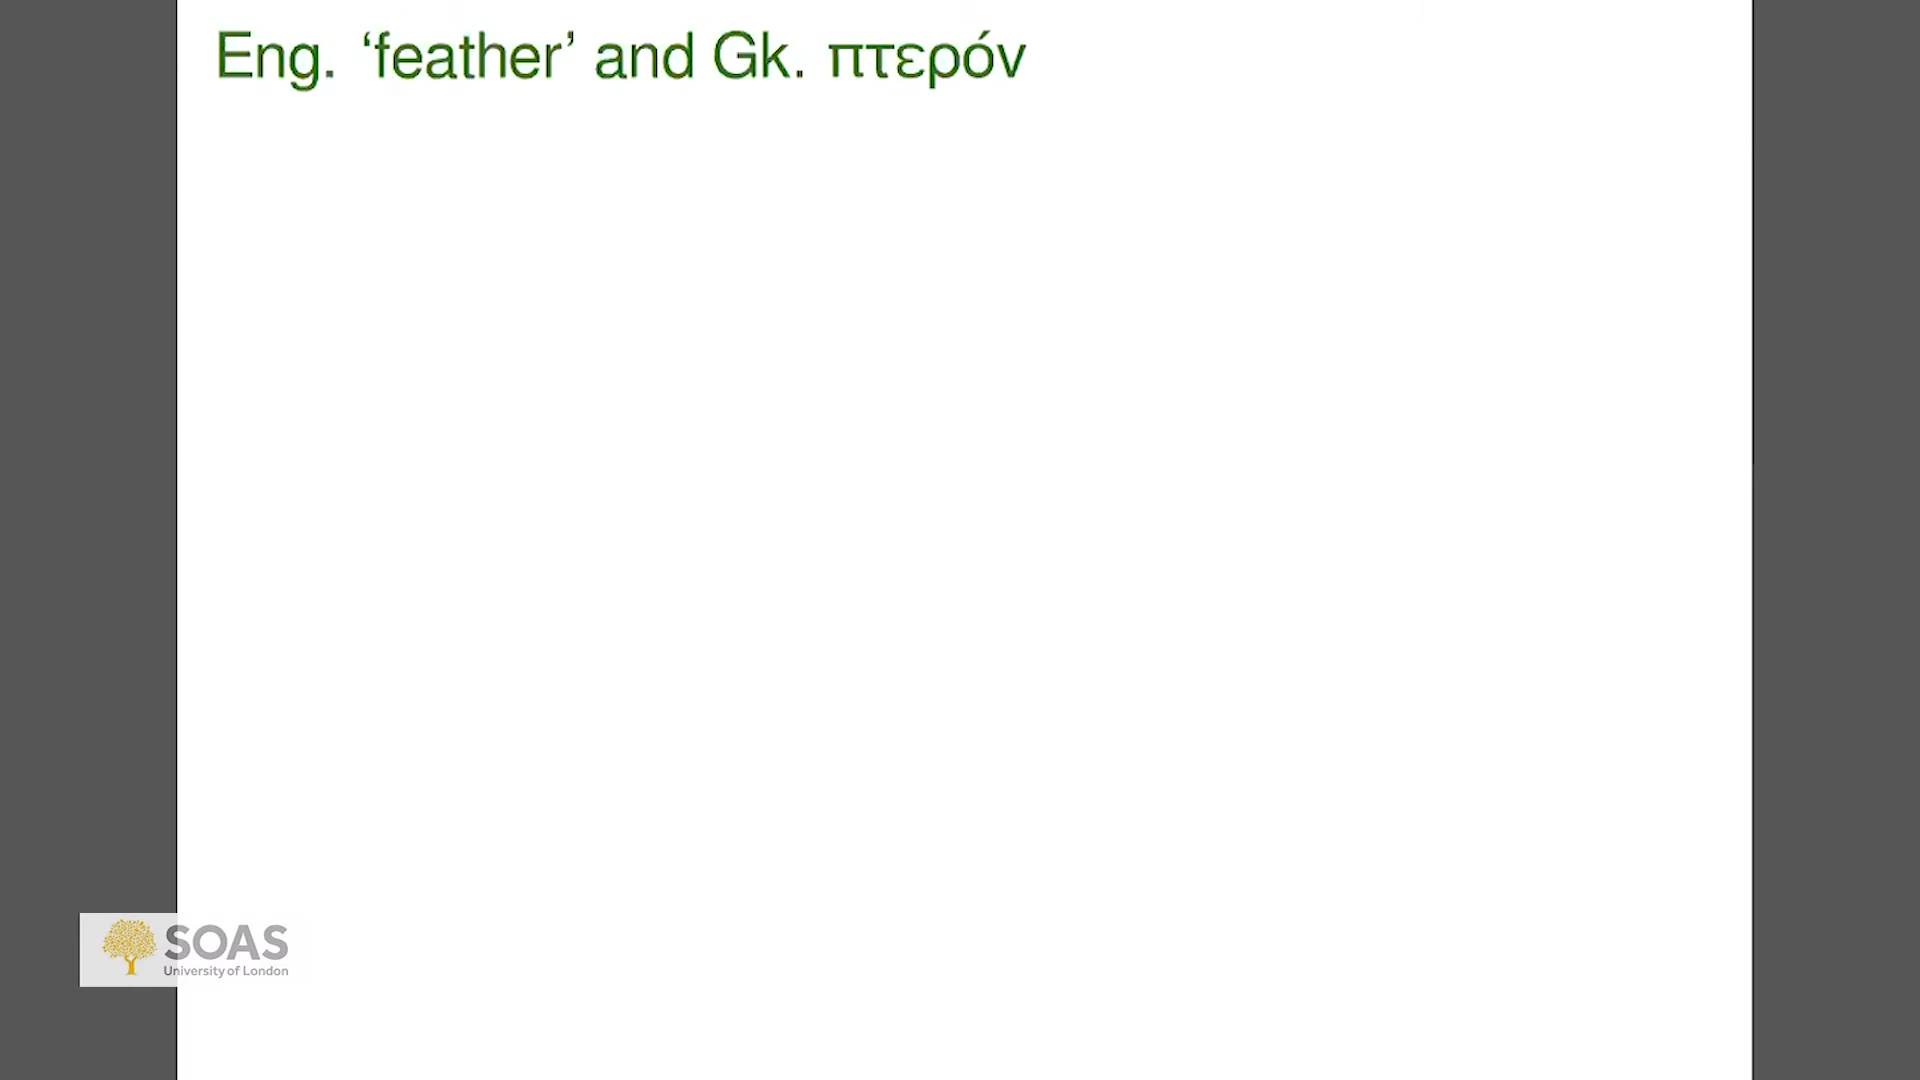 Eng. ‘feather’ and Gk. πτερόν
SOAS
University of London